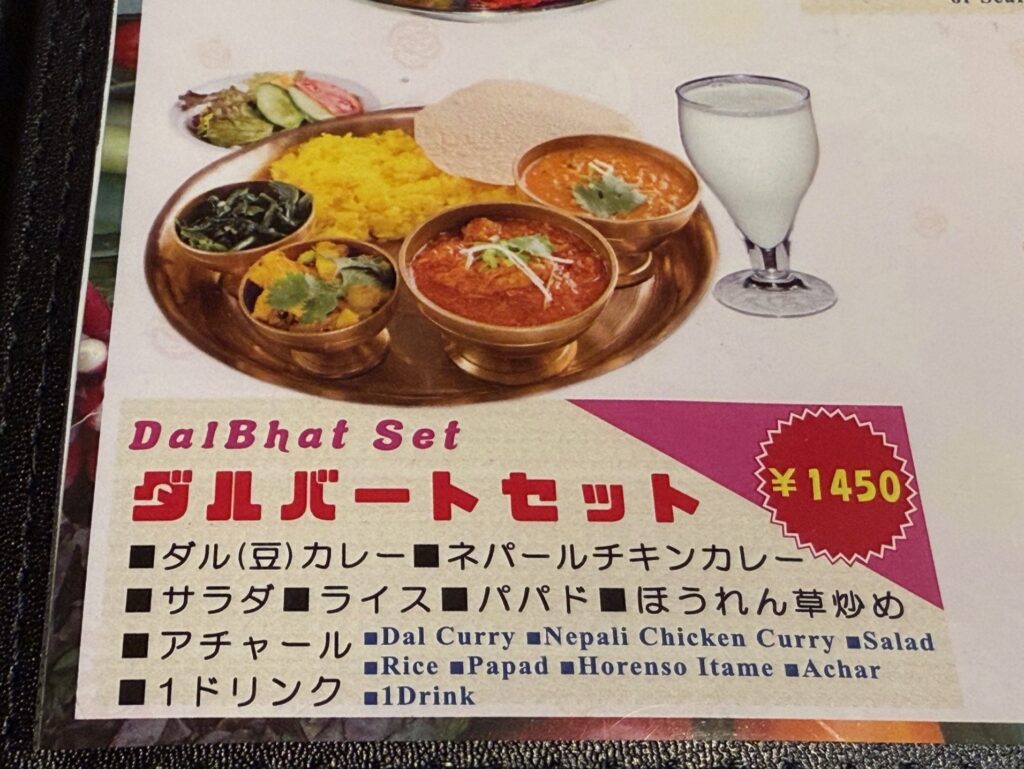 DalBhat Set
ダルバートセット
¥1450
■ダル(豆)カレー■ネパールチキンカレー
■サラダ■ライス■パパド■ほうれん草炒め
■アチャール
■1ドリンク
■Dal Curry ■Nepali Chicken Curry ■Salad
■Rice ■Papad ■Horenso Itame ■Achar
■1Drink